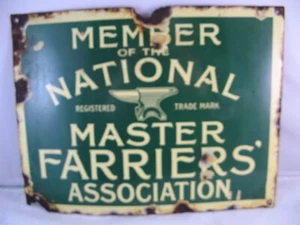 MEMBER
OF THE
NATIONAL
REGISTERED TRADE MARK
MASTER
FARRIERS'
ASSOCIATION